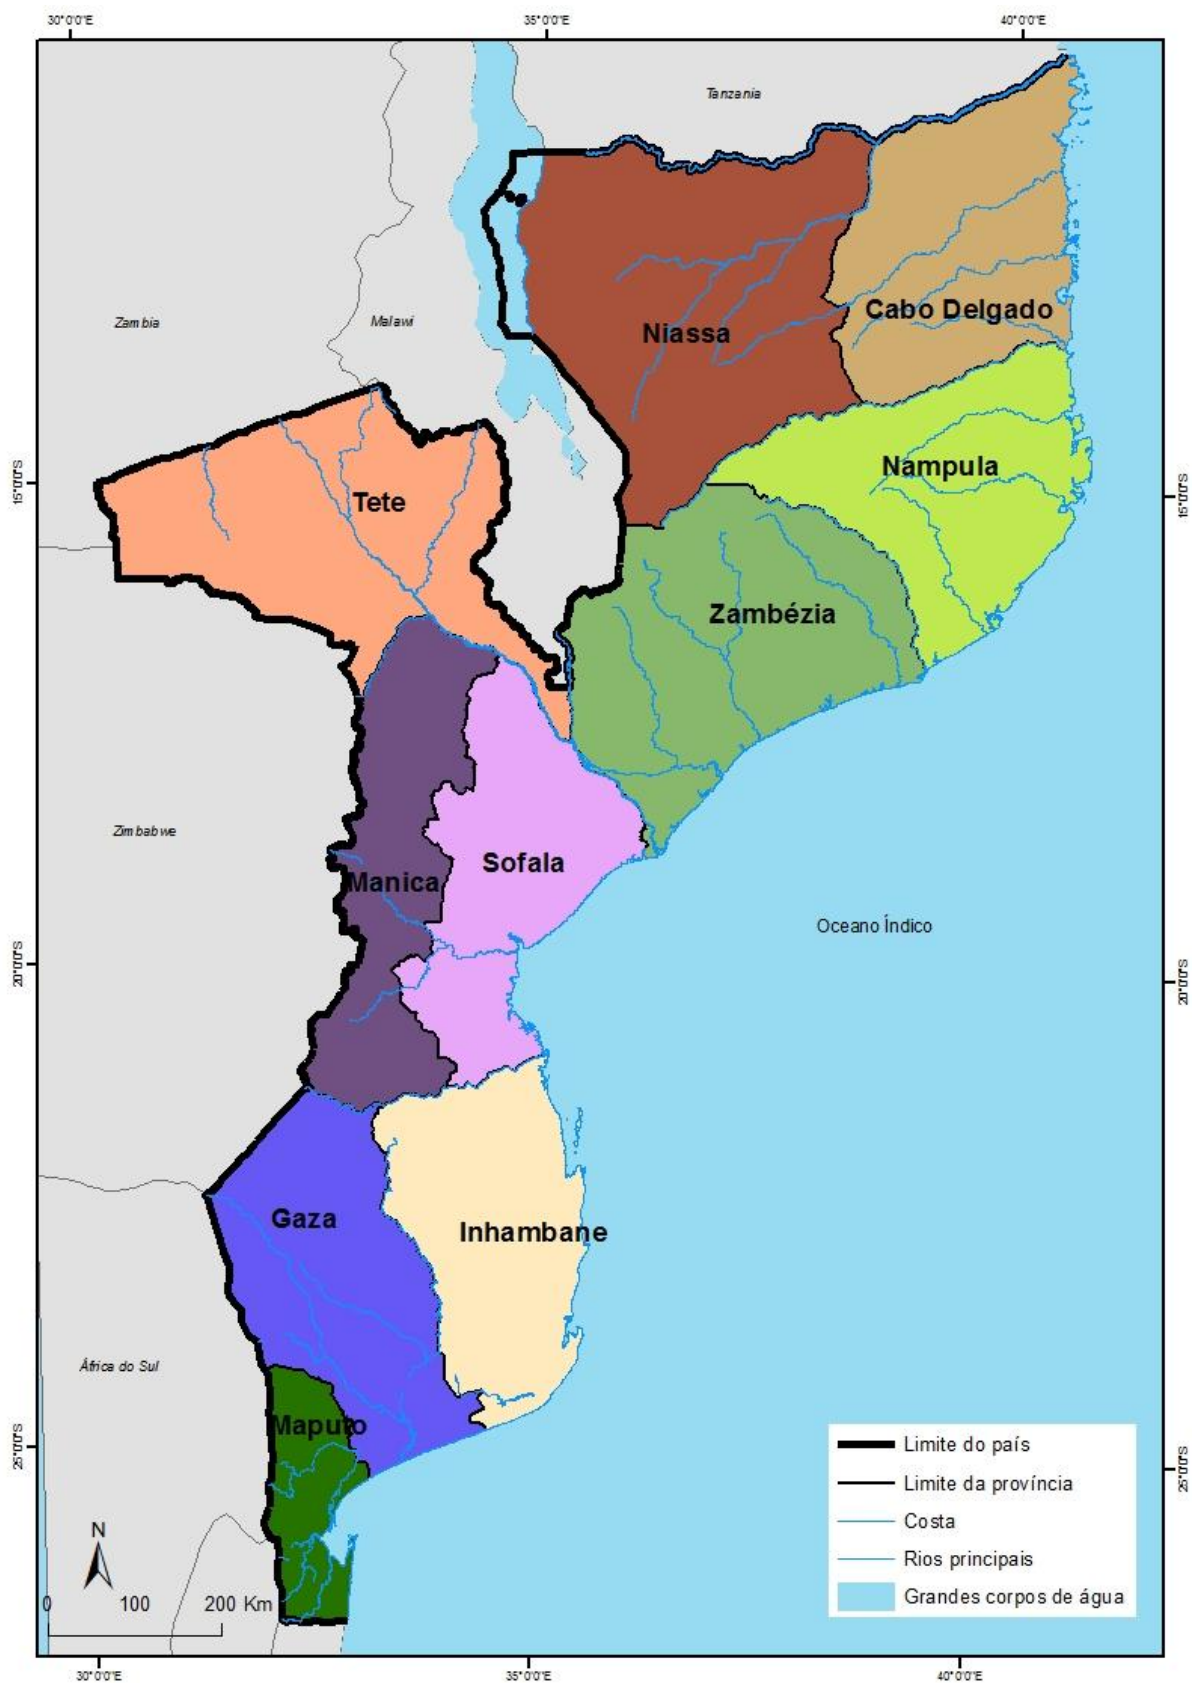 30°0'0"E 35°0'0"E 40°0'0"E
Tanzania
Zambia
Malawi
Niassa
Cabo Delgado
Nampula
15°0'0"S
15°0'0"S
Tete
Zambézia
Zimbabwe
Manica
Sofala
Oceano Índico
20°0'0"S
20°0'0"S
Gaza
Inhambane
África do Sul
Maputo
25°0'0"S
25°0'0"S
Limite do país
Limite da província
Costa
Rios principais
Grandes corpos de água
N
0 100 200 Km
30°0'0"E 35°0'0"E 40°0'0"E